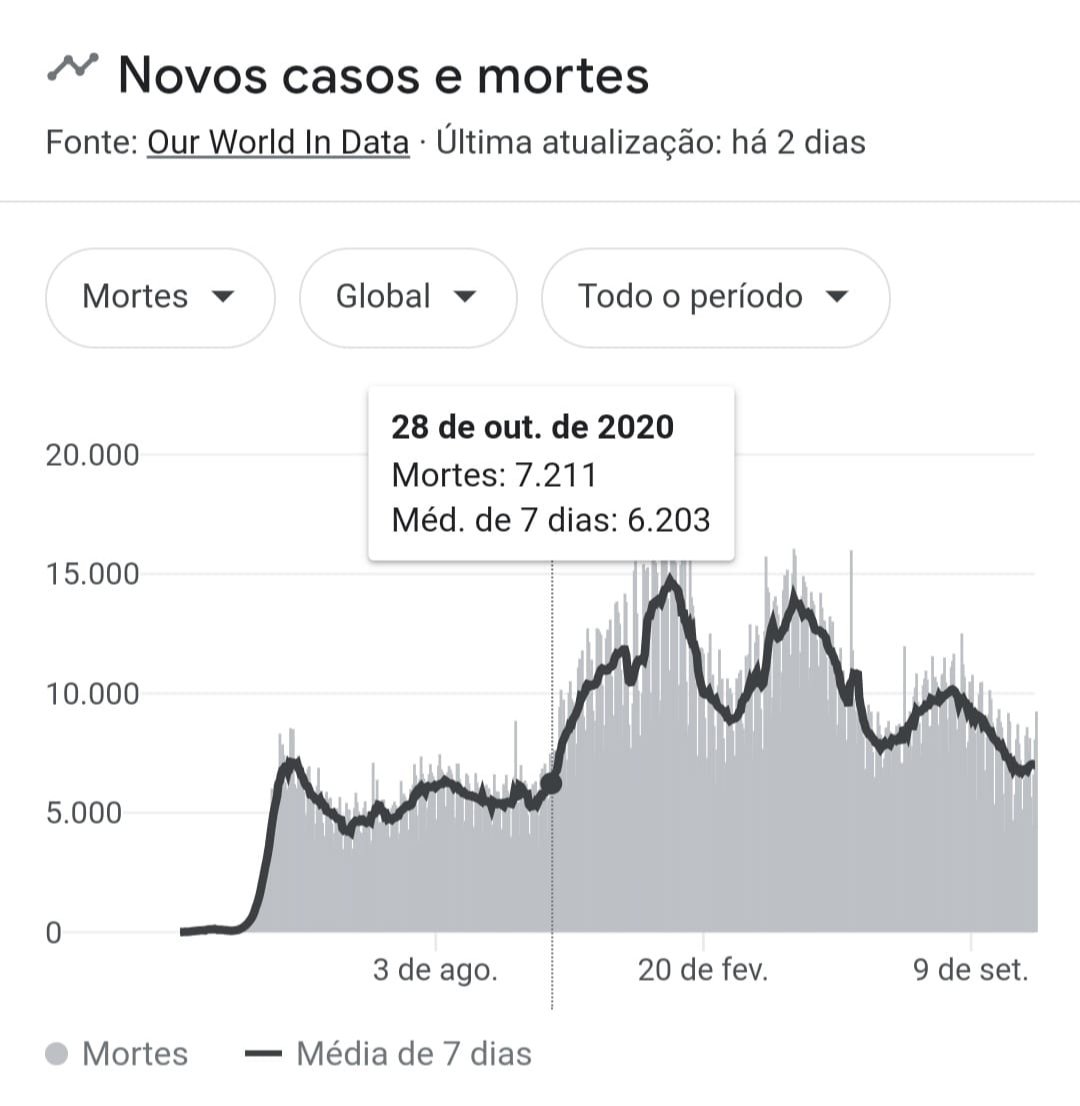 Novos casos e mortes
Fonte: Our World In Data · Última atualização: há 2 dias
Mortes Global Todo o período
28 de out. de 2020
Mortes: 7.211
Méd. de 7 dias: 6.203
20.000
15.000
10.000
5.000
0
3 de ago. 20 de fev. 9 de set.
Mortes Média de 7 dias